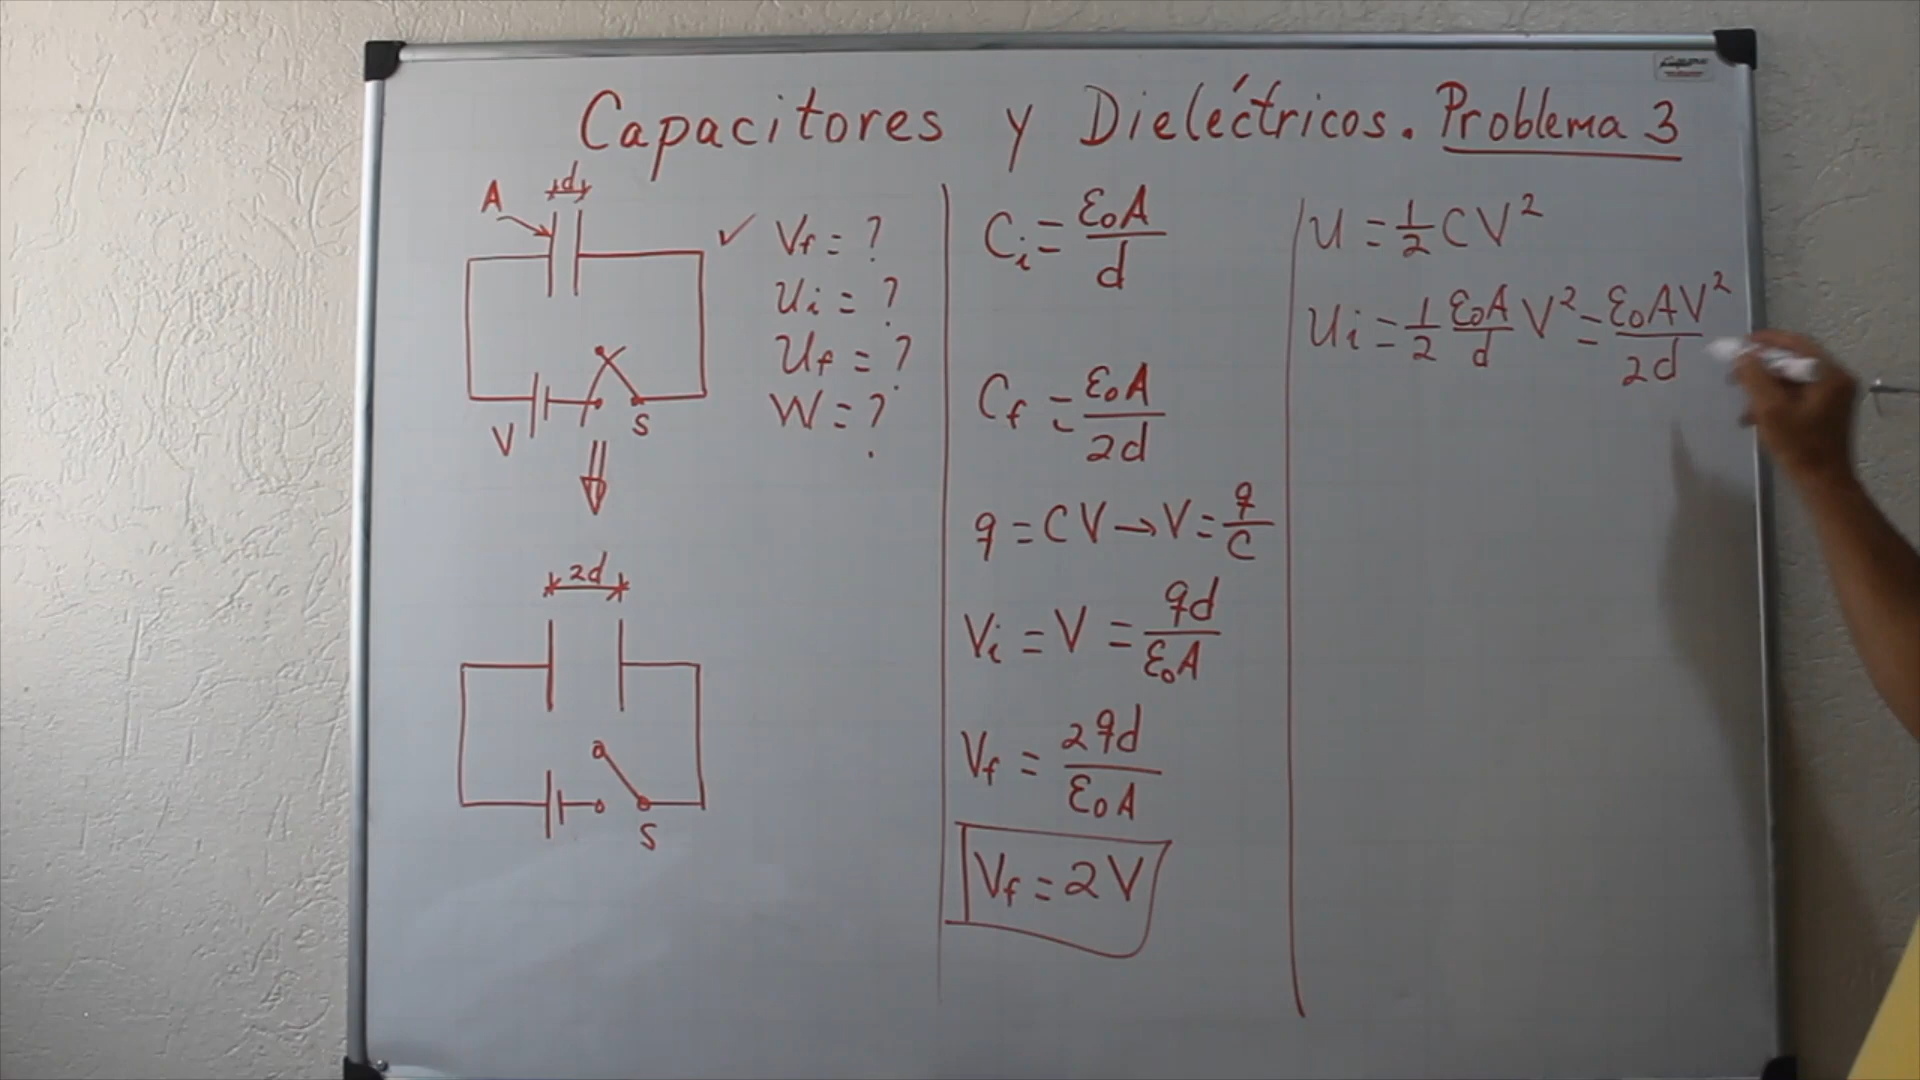 Capacitores y Dieléctricos. Problema 3
A
d
V
S
2d
S
✓ Vf = ?
Ui = ?
Uf = ?
W = ?
Ci = ε₀A/d
Cf = ε₀A/2d
q = CV → V = q/C
Vi = V = qd/ε₀A
Vf = 2qd/ε₀A
Vf = 2V
U = 1/2 CV²
Ui = 1/2 ε₀A/d V² = ε₀AV²/2d